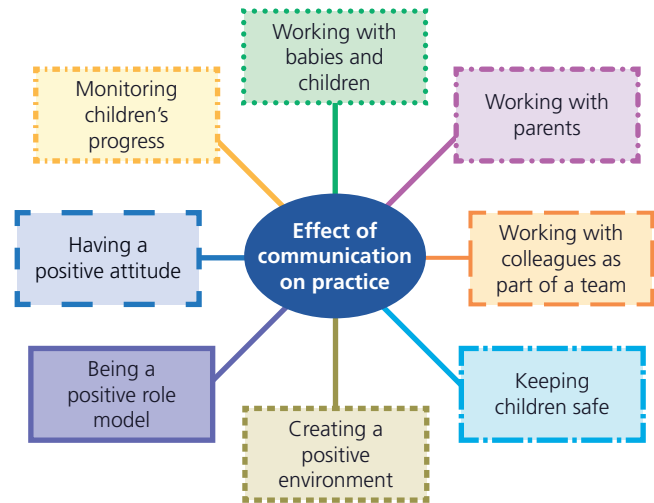 Working with
babies and
children
Monitoring
children's
progress
Working with
parents
Having a
positive attitude
Effect of
communication
on practice
Working with
colleagues as
part of a team
Being a
positive role
model
Keeping
children safe
Creating a
positive
environment